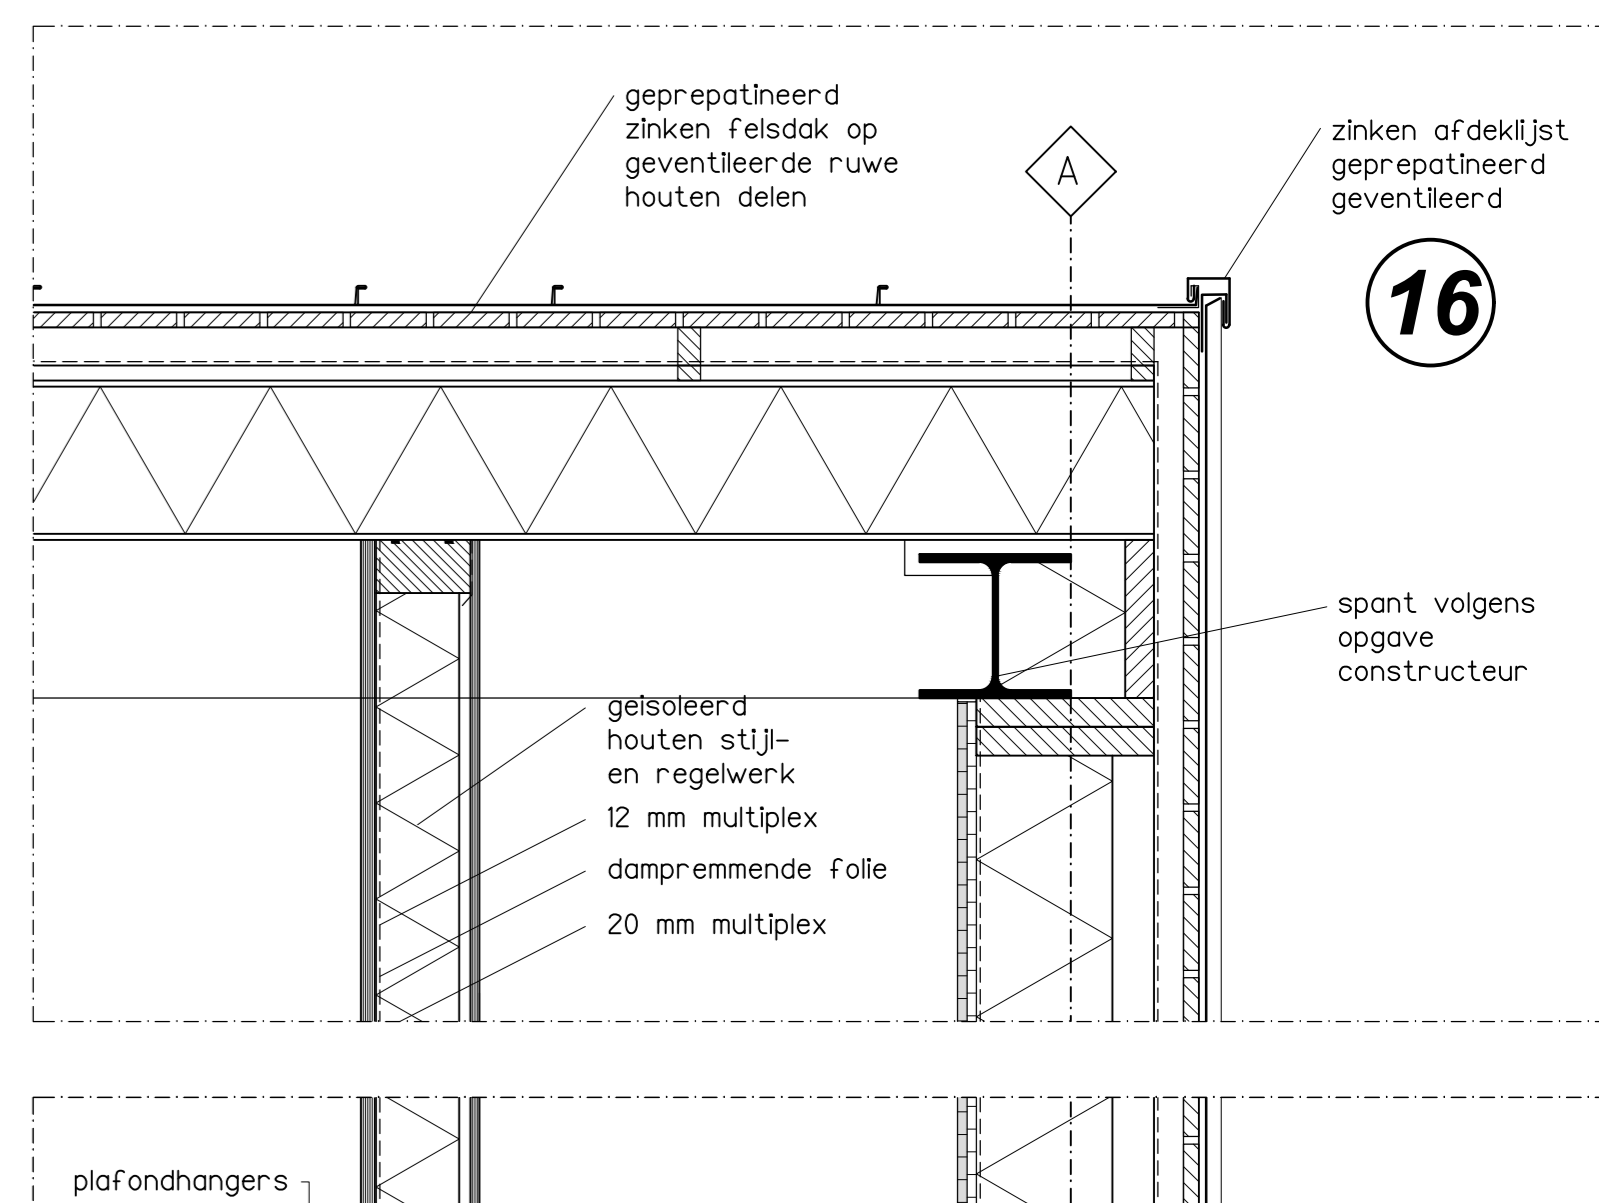 geprepatineerd
zinken felsdak op
geventileerde ruwe
houten delen
A
zinken afdeklijst
geprepatineerd
geventileerd
16
spant volgens
opgave
constructeur
geisoleerd
houten stijl-
en regelwerk
12 mm multiplex
dampremmende folie
20 mm multiplex
plafondhangers